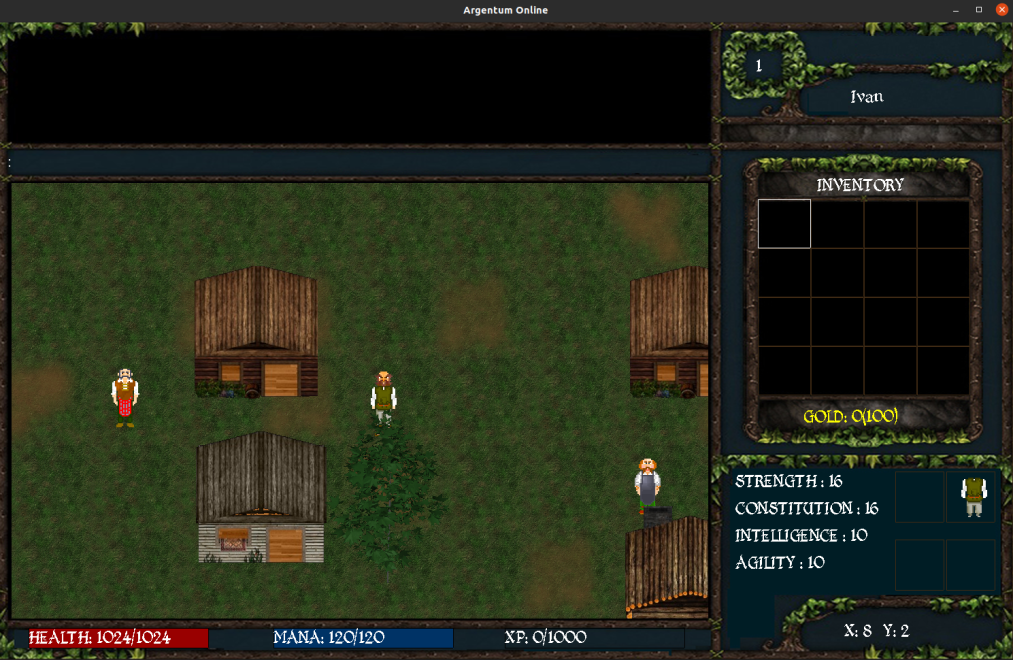 Argentum Online
1
Ivan
:
INVENTORY
GOLD: 0(100)
STRENGTH : 16
CONSTITUTION : 16
INTELLIGENCE : 10
AGILITY : 10
HEALTH: 1024/1024 MANA: 120/120 XP: 0/1000
X: 8 Y: 2